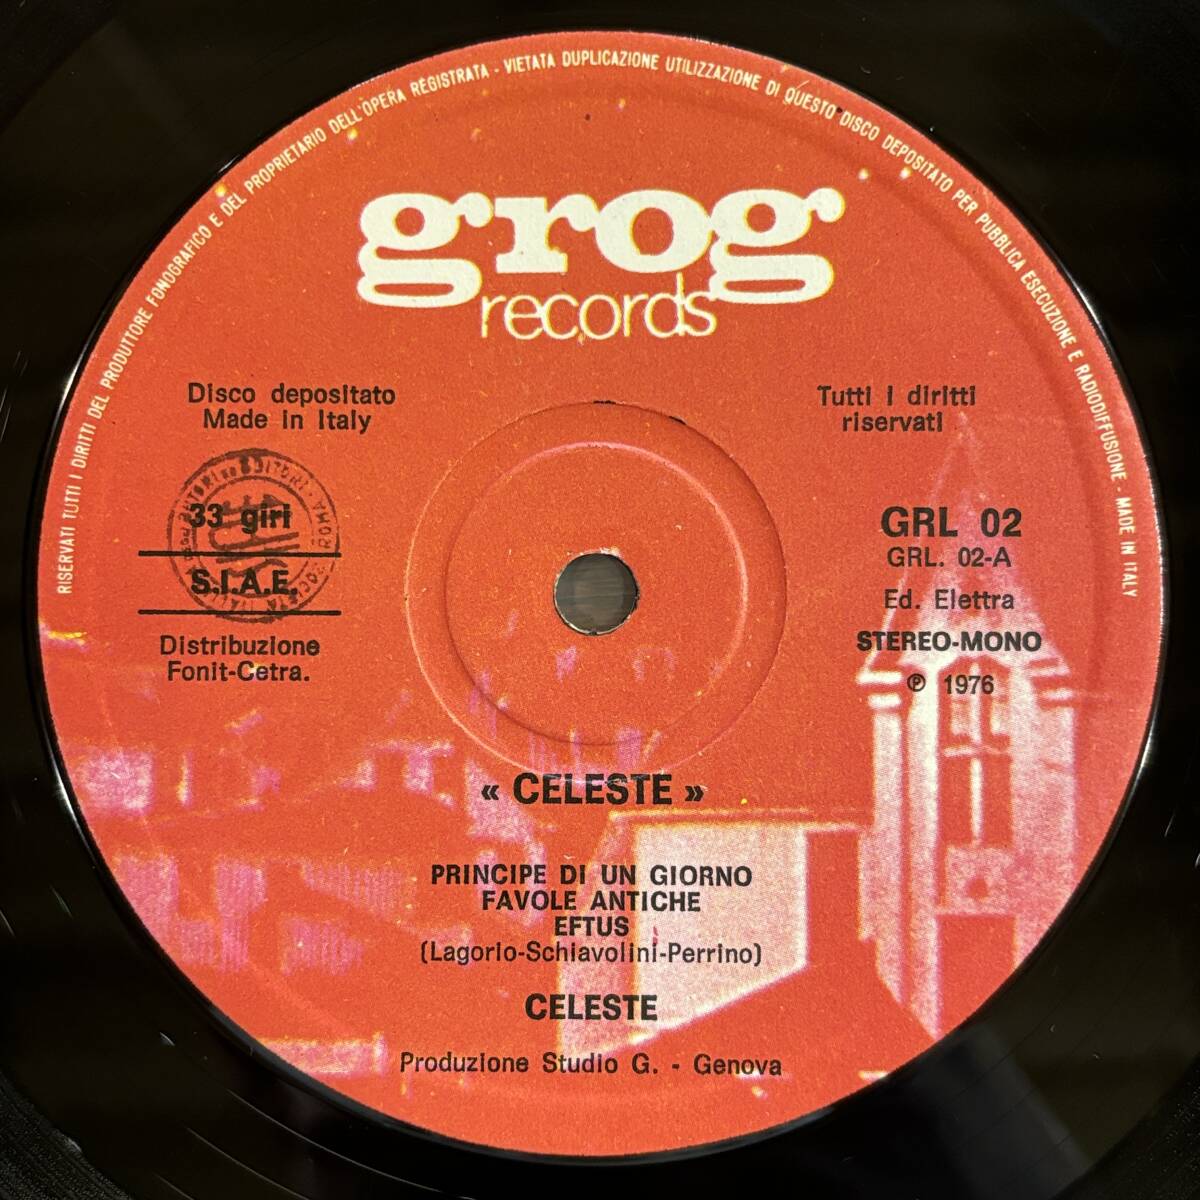 RISERVATI TUTTI I DIRITTI DEL PRODUTTORE FONOGRAFICO E DEL PROPRIETARIO DELL'OPERA REGISTRATA - VIETATA DUPLICAZIONE UTILIZZAZIONE DI QUESTO DISCO DEPOSITATO PER PUBBLICA ESECUZIONE E RADIODIFFUSIONE - MADE IN ITALY
grog
records
Disco depositato
Made in Italy
Tutti i diritti
riservati
33 giri
S.I.A.E.
Distribuzione
Fonit-Cetra.
GRL 02
GRL. 02-A
Ed. Elettra
STEREO-MONO
℗ 1976
« CELESTE »
PRINCIPE DI UN GIORNO
FAVOLE ANTICHE
EFTUS
(Lagorio-Schiavolini-Perrino)
CELESTE
Produzione Studio G. - Genova